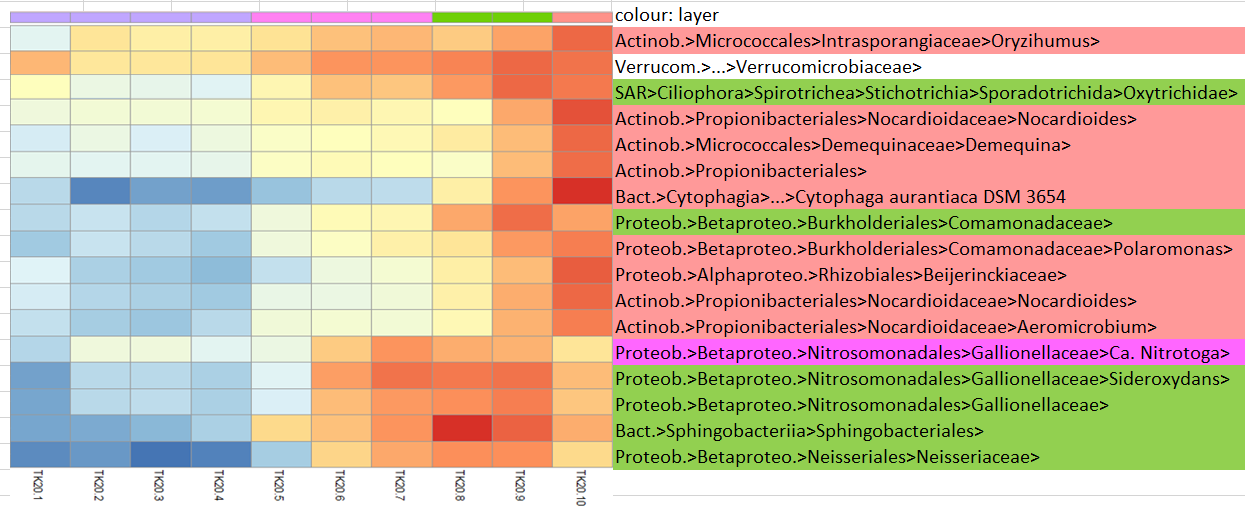 colour: layer
Actinob.>Micrococcales>Intrasporangiaceae>Oryzihumus>
Verrucom.>...>Verrucomicrobiaceae>
SAR>Ciliophora>Spirotrichea>Stichotrichia>Sporadotrichida>Oxytrichidae>
Actinob.>Propionibacteriales>Nocardioidaceae>Nocardioides>
Actinob.>Micrococcales>Demequinaceae>Demequina>
Actinob.>Propionibacteriales>
Bact.>Cytophagia>...>Cytophaga aurantiaca DSM 3654
Proteob.>Betaproteo.>Burkholderiales>Comamonadaceae>
Proteob.>Betaproteo.>Burkholderiales>Comamonadaceae>Polaromonas>
Proteob.>Alphaproteo.>Rhizobiales>Beijerinckiaceae>
Actinob.>Propionibacteriales>Nocardioidaceae>Nocardioides>
Actinob.>Propionibacteriales>Nocardioidaceae>Aeromicrobium>
Proteob.>Betaproteo.>Nitrosomonadales>Gallionellaceae>Ca. Nitrotoga>
Proteob.>Betaproteo.>Nitrosomonadales>Gallionellaceae>Sideroxydans>
Proteob.>Betaproteo.>Nitrosomonadales>Gallionellaceae>
Bact.>Sphingobacteriia>Sphingobacteriales>
Proteob.>Betaproteo.>Neisseriales>Neisseriaceae>
TK20.1
TK20.2
TK20.3
TK20.4
TK20.5
TK20.6
TK20.7
TK20.8
TK20.9
TK20.10